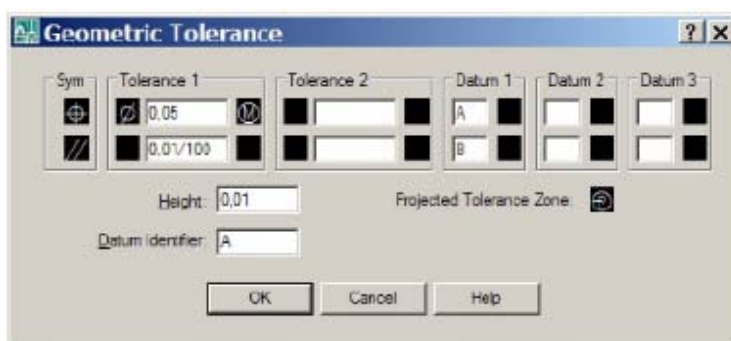 Geometric Tolerance
Sym Tolerance 1 Tolerance 2 Datum 1 Datum 2 Datum 3
⌖ Ø 0,05 Ⓜ A
// 0,01/100 B
Height: 0,01 Projected Tolerance Zone: Ⓟ
Datum Identifier: A
OK Cancel Help